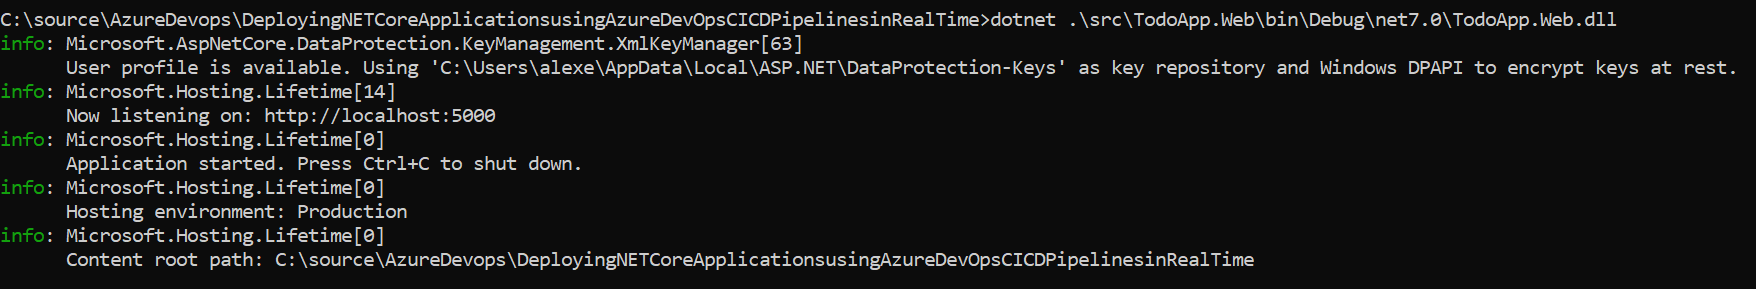 C:\source\AzureDevops\DeployingNETCoreApplicationsusingAzureDevOpsCICDPipelinesinRealTime>dotnet .\src\TodoApp.Web\bin\Debug\net7.0\TodoApp.Web.dll
info: Microsoft.AspNetCore.DataProtection.KeyManagement.XmlKeyManager[63]
      User profile is available. Using 'C:\Users\alexe\AppData\Local\ASP.NET\DataProtection-Keys' as key repository and Windows DPAPI to encrypt keys at rest.
info: Microsoft.Hosting.Lifetime[14]
      Now listening on: http://localhost:5000
info: Microsoft.Hosting.Lifetime[0]
      Application started. Press Ctrl+C to shut down.
info: Microsoft.Hosting.Lifetime[0]
      Hosting environment: Production
info: Microsoft.Hosting.Lifetime[0]
      Content root path: C:\source\AzureDevops\DeployingNETCoreApplicationsusingAzureDevOpsCICDPipelinesinRealTime